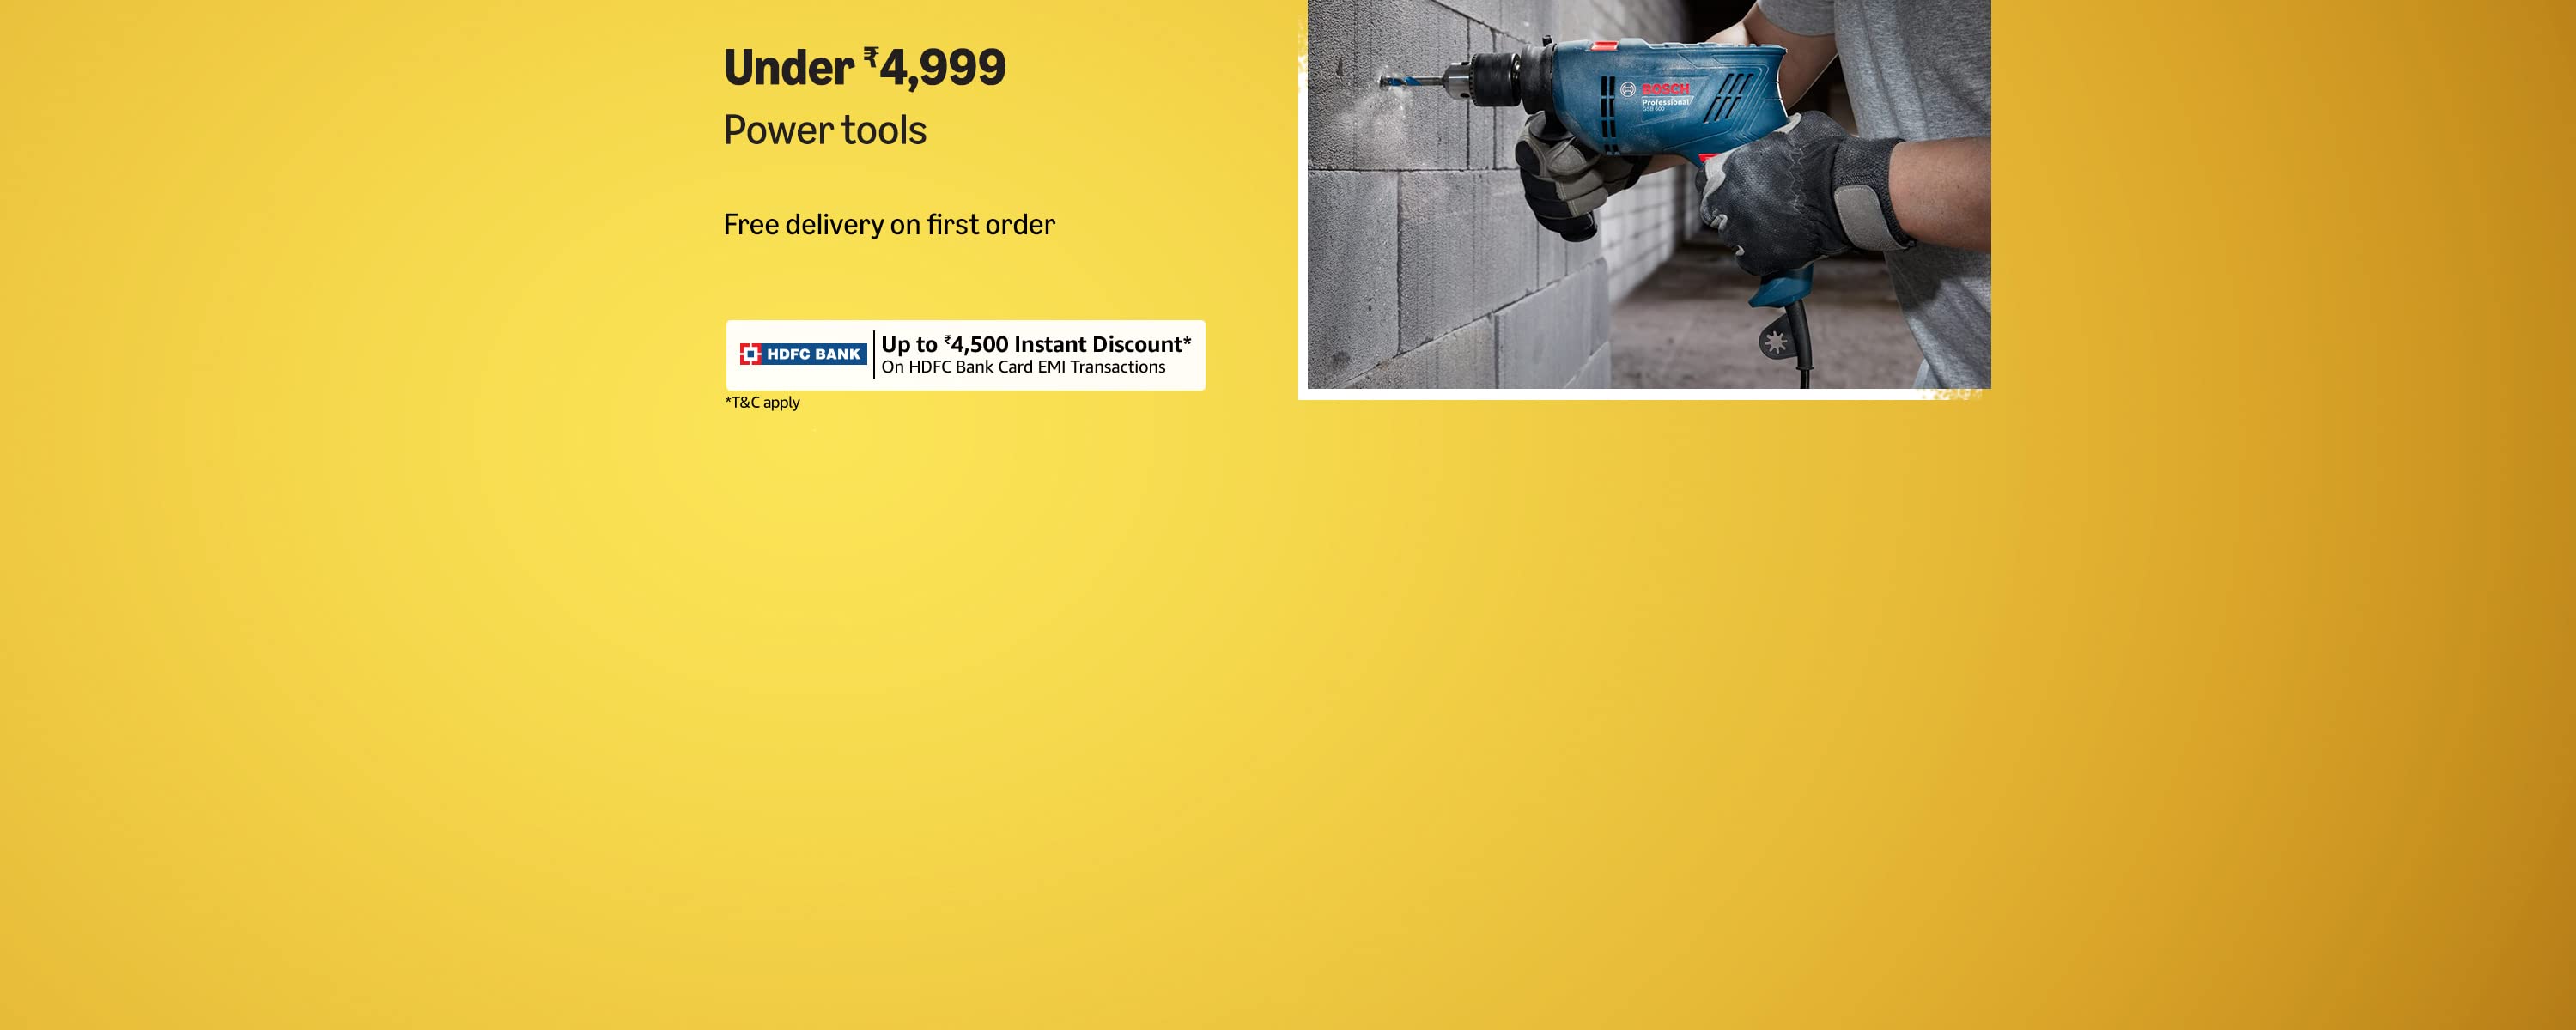 Under ₹4,999
Power tools
Free delivery on first order
HDFC BANK
Up to ₹4,500 Instant Discount*
On HDFC Bank Card EMI Transactions
*T&C apply
BOSCH
Professional
GSB 600